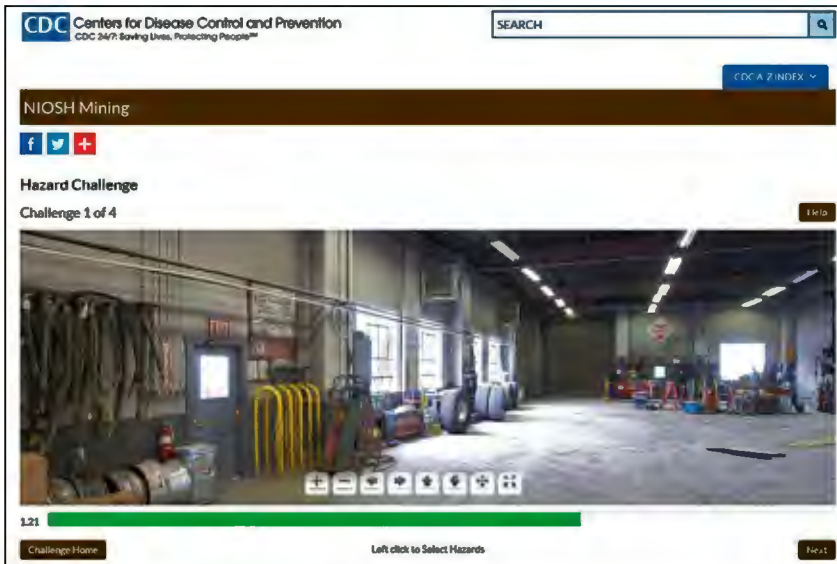 CDC Centers for Disease Control and Prevention
CDC 24/7: Saving Lives, Protecting People℠
SEARCH
CDC A-Z INDEX
NIOSH Mining
Hazard Challenge
Challenge 1 of 4
Help
EXIT
1.21
Challenge Home
Left click to Select Hazards
Next